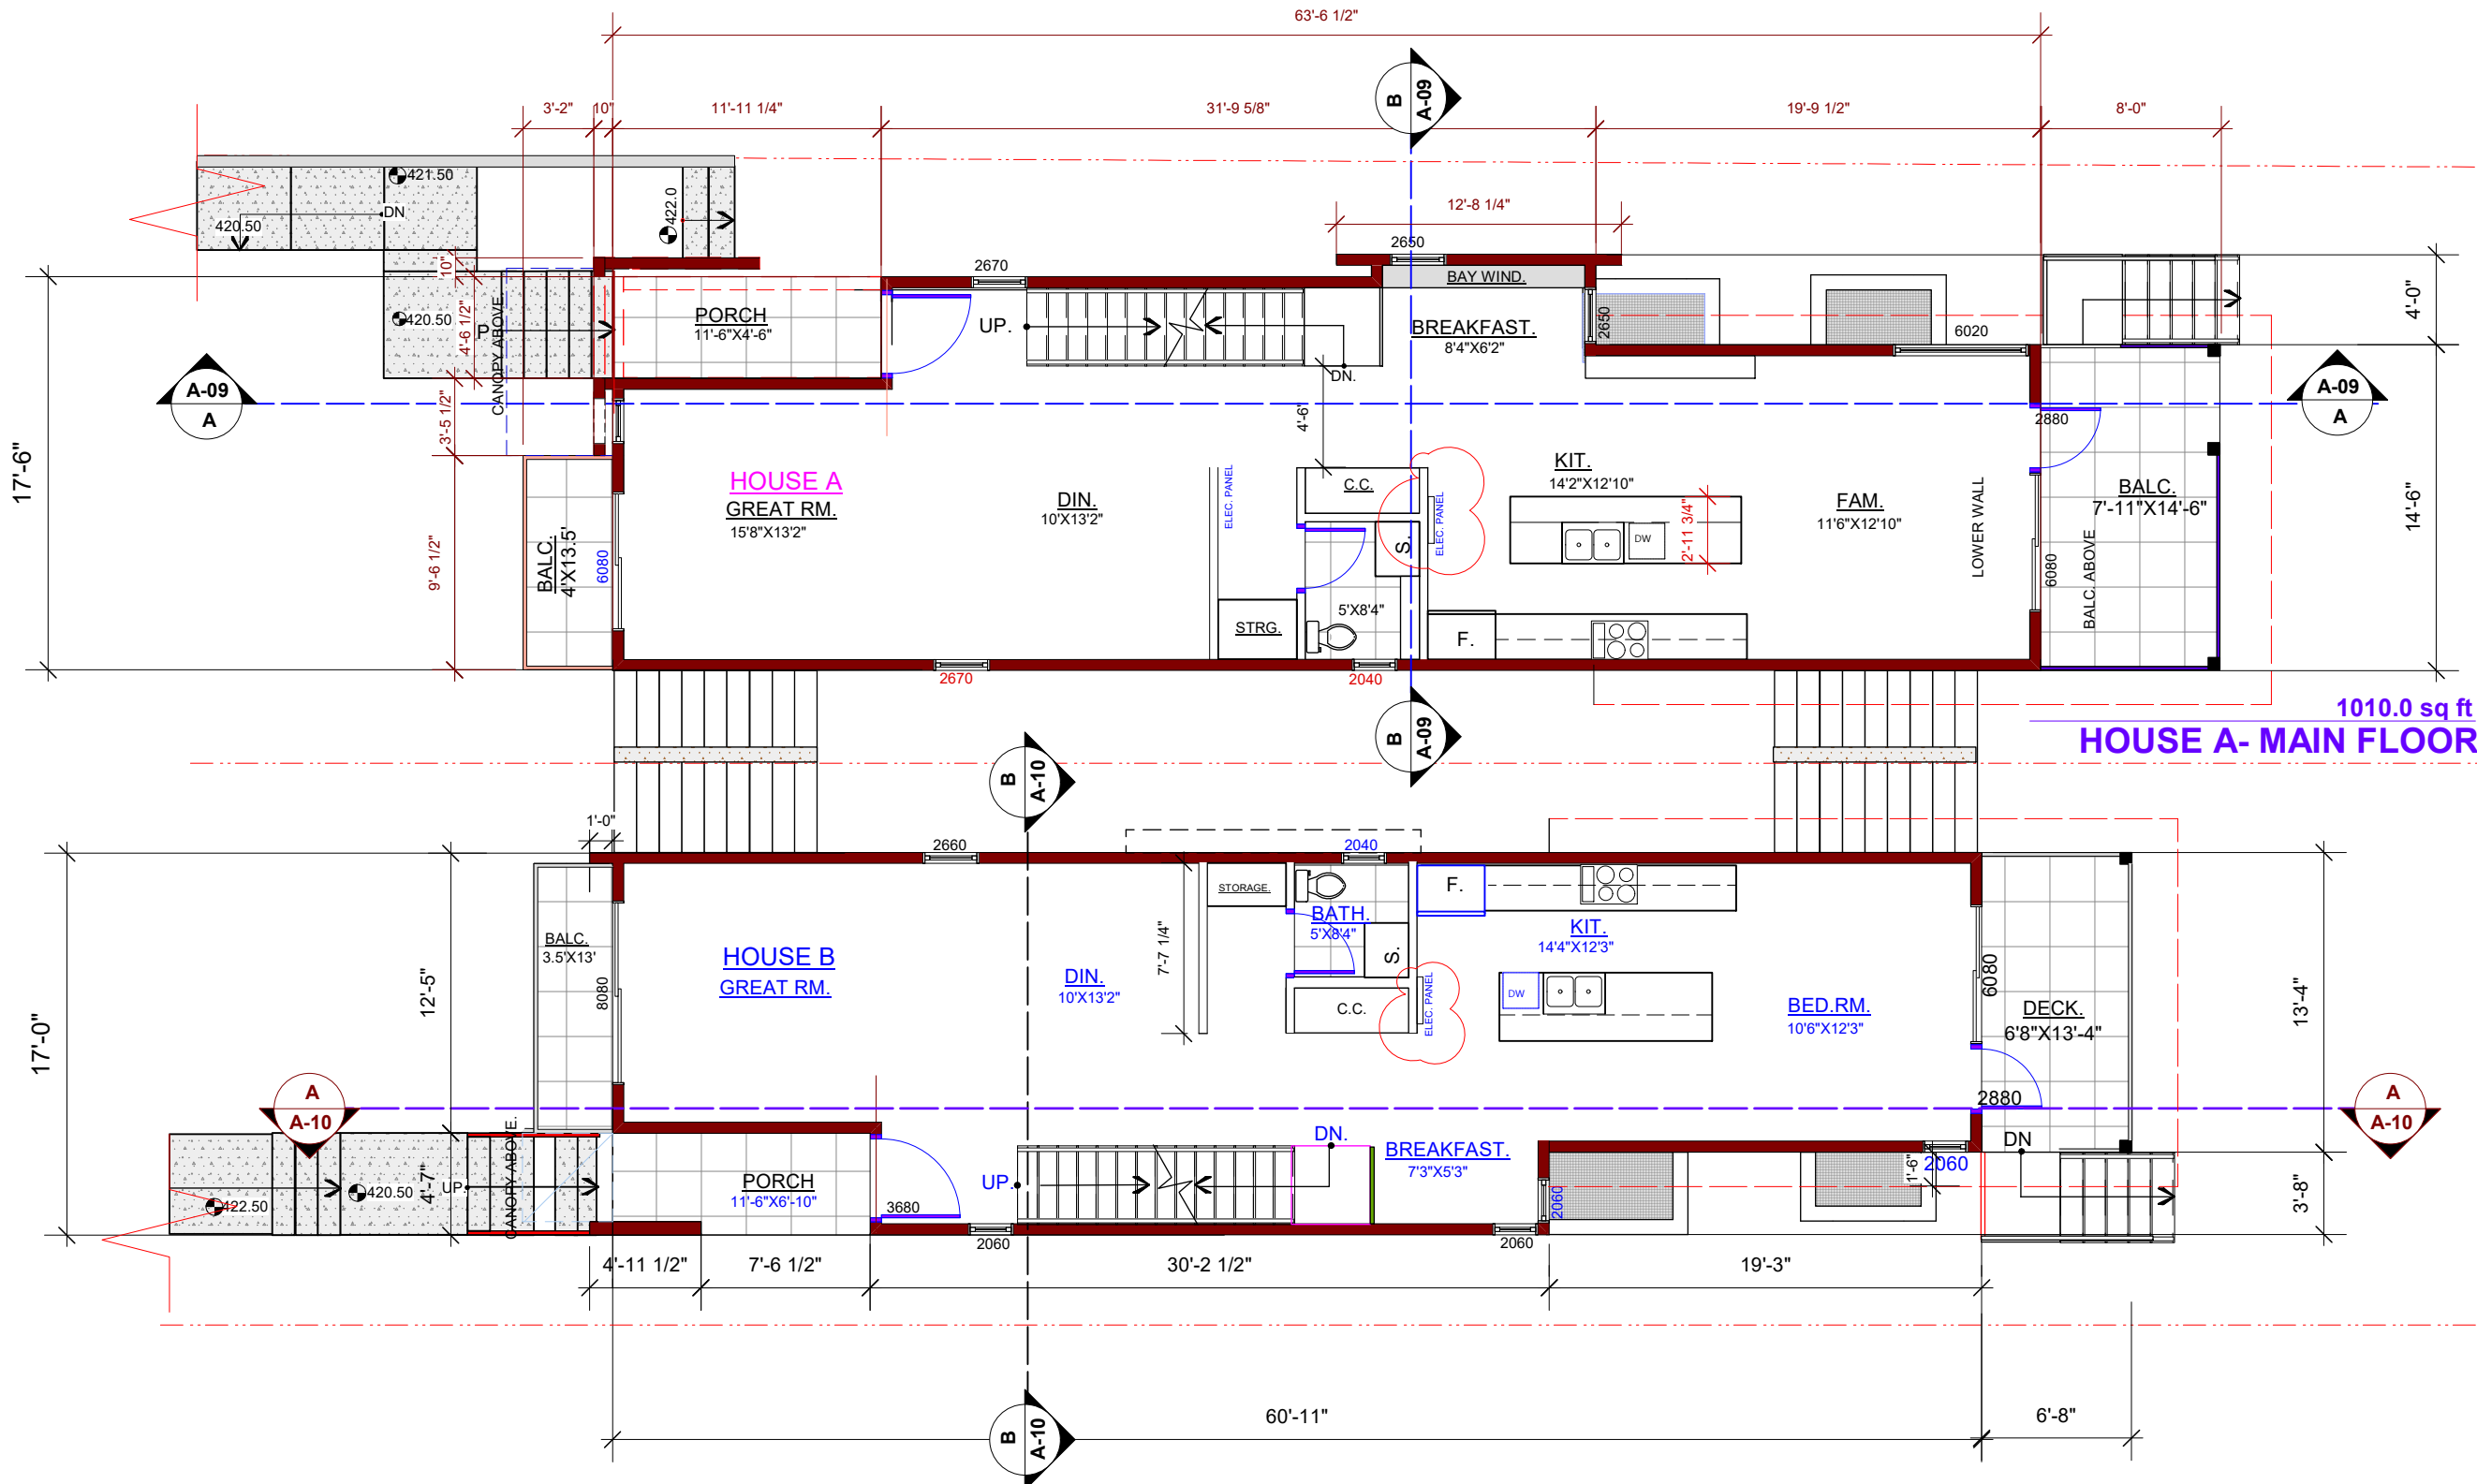 63'-6 1/2"
3'-2"
10"
11'-11 1/4"
31'-9 5/8"
19'-9 1/2"
8'-0"
B
A-09
12'-8 1/4"
421.50
DN
420.50
422.0
10"
2670
2650
BAY WIND.
PORCH
11'-6"X4'-6"
UP.
BREAKFAST.
8'4"X6'2"
2650
6020
4'-0"
420.50
P
4'-6 1/2"
CANOPY ABOVE.
DN.
A-09
A
3'-5 1/2"
4'-6"
2880
A-09
A
17'-6"
HOUSE A
GREAT RM.
15'8"X13'2"
DIN.
10'X13'2"
ELEC. PANEL
C.C.
KIT.
14'2"X12'10"
ELEC. PANEL
S.
DW
2'-11 3/4"
FAM.
11'6"X12'10"
LOWER WALL
BALC.
7'-11"X14'-6"
14'-6"
9'-6 1/2"
BALC.
4'X13.5'
6080
6080
BALC. ABOVE
STRG.
5'X8'4"
F.
2670
2040
1010.0 sq ft
HOUSE A- MAIN FLOOR
B
A-09
B
A-10
1'-0"
2660
2040
STORAGE.
F.
BATH.
5'X8'4"
KIT.
14'4"X12'3"
BALC.
3.5'X13'
HOUSE B
GREAT RM.
7'-7 1/4"
S.
DIN.
10'X13'2"
12'-5"
8080
C.C.
ELEC. PANEL
DW
BED.RM.
10'6"X12'3"
6080
DECK.
6'8"X13'-4"
13'-4"
17'-0"
A
A-10
2880
A
A-10
CANOPY ABOVE.
DN.
BREAKFAST.
7'3"X5'3"
DN
4'-7"
UP.
PORCH
11'-6"X6'-10"
UP.
1'-6"
2060
420.50
422.50
3680
2060
3'-8"
2060
2060
4'-11 1/2"
7'-6 1/2"
30'-2 1/2"
19'-3"
60'-11"
6'-8"
B
A-10